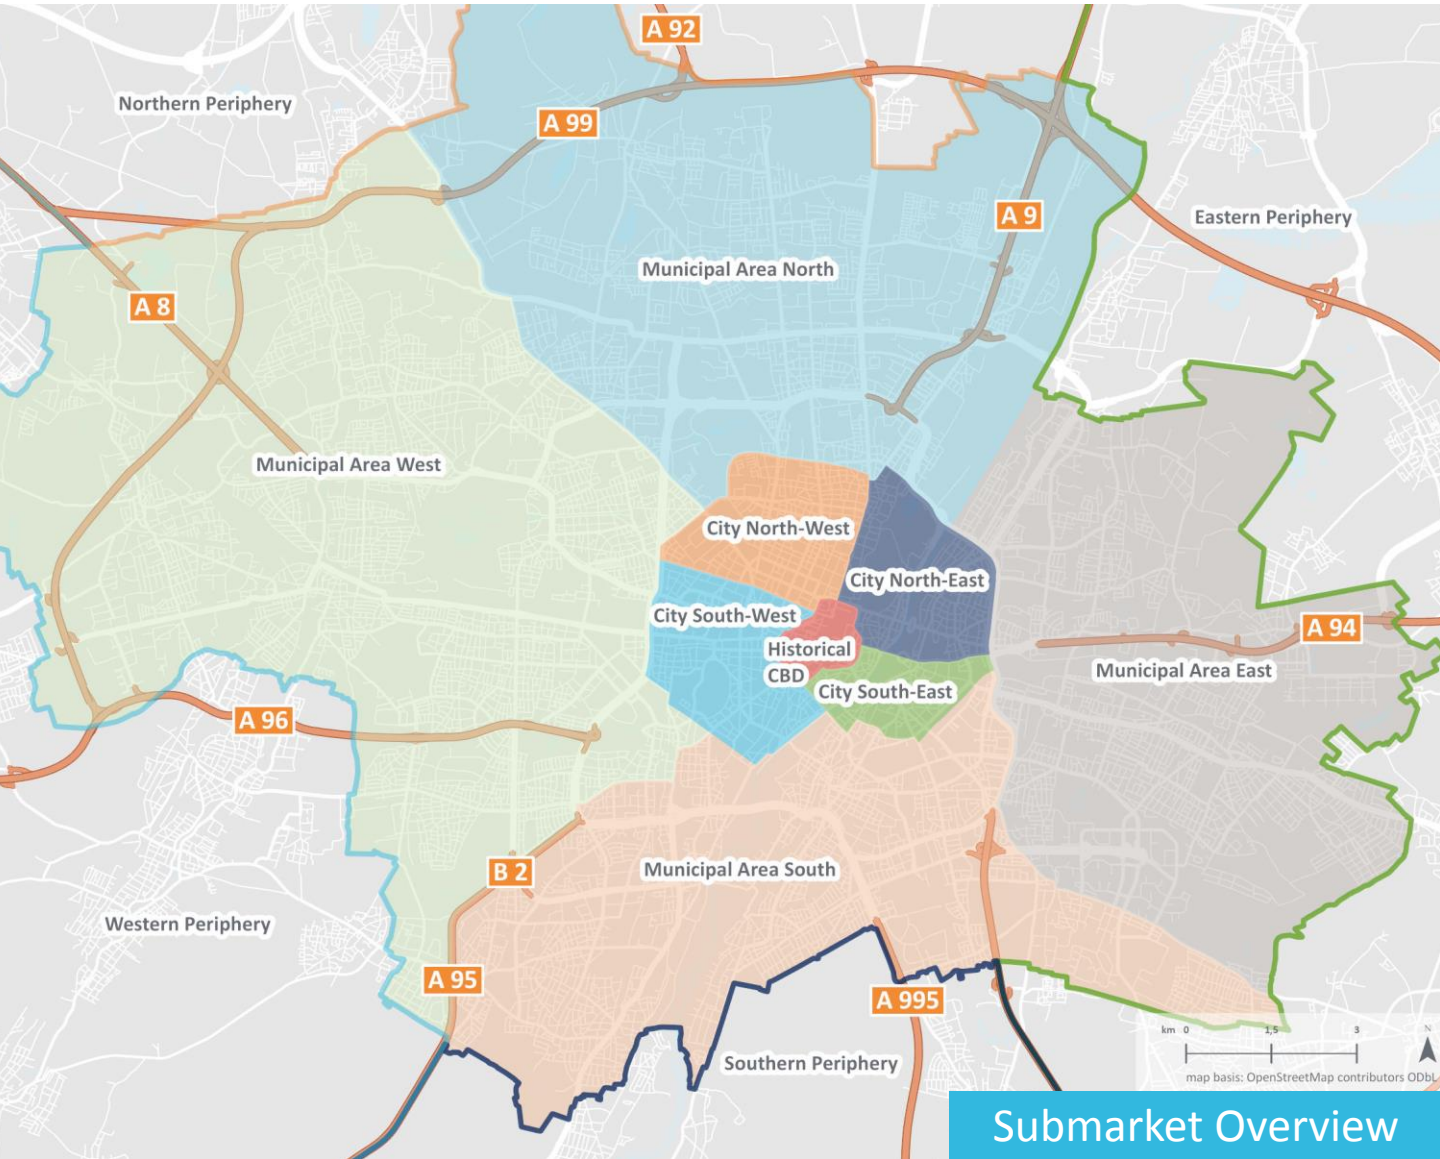 A 92
Northern Periphery
A 99
A 9
Eastern Periphery
Municipal Area North
A 8
Municipal Area West
City North-West
City North-East
City South-West
A 94
Historical
CBD
Municipal Area East
City South-East
A 96
Municipal Area South
B 2
Western Periphery
A 95
A 995
km 0 1,5 3 N
Southern Periphery
map basis: OpenStreetMap contributors ODbL
Submarket Overview